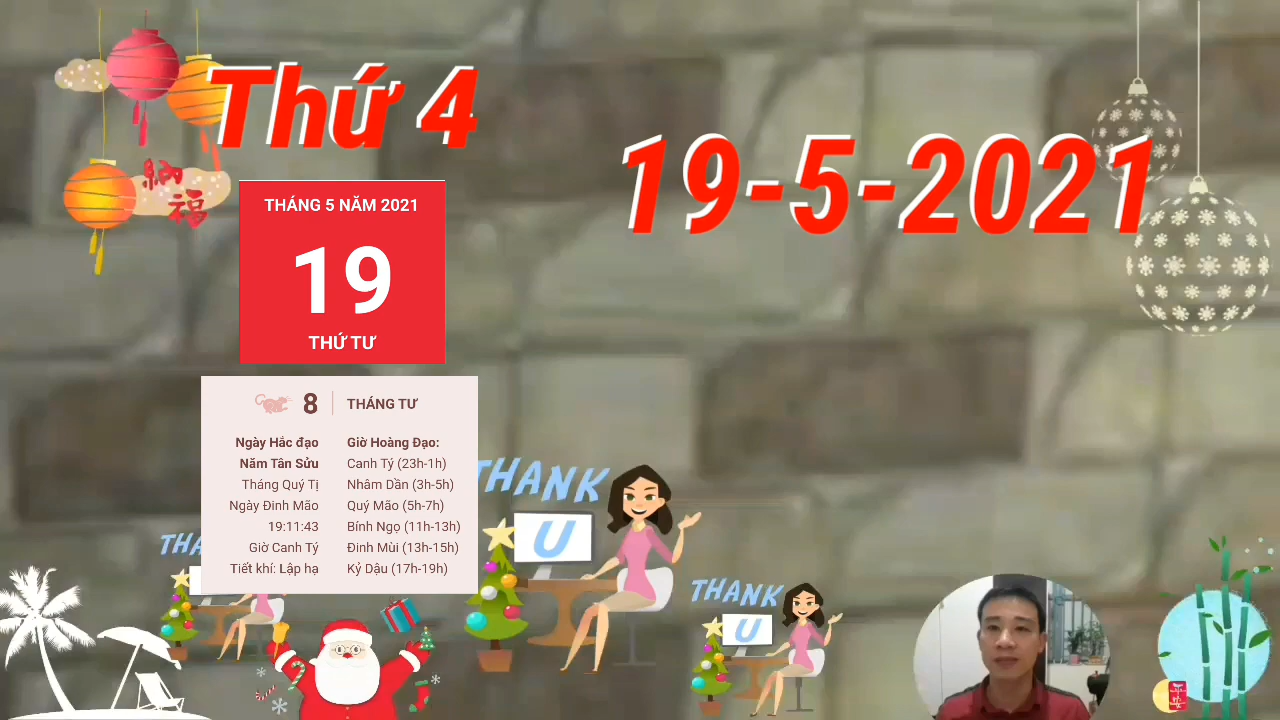 Thứ 4
19-5-2021
納
福
THÁNG 5 NĂM 2021
19
THỨ TƯ
8 THÁNG TƯ
Ngày Hắc đạo
Năm Tân Sửu
Tháng Quý Tị
Ngày Đinh Mão
19:11:43
Giờ Canh Tý
Tiết khí: Lập hạ
Giờ Hoàng Đạo:
Canh Tý (23h-1h)
Nhâm Dần (3h-5h)
Quý Mão (5h-7h)
Bính Ngọ (11h-13h)
Đinh Mùi (13h-15h)
Kỷ Dậu (17h-19h)
THANK
U
THA
THANK
U